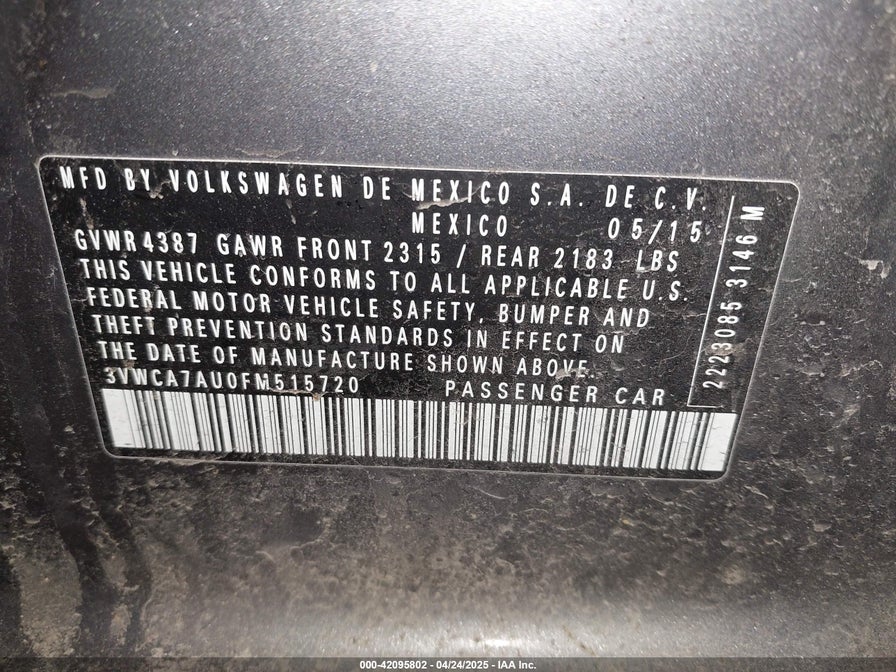 MFD BY VOLKSWAGEN DE MEXICO S.A. DE C.V.
MEXICO 05/15
GVWR 4387 GAWR FRONT 2315 / REAR 2183 LBS
THIS VEHICLE CONFORMS TO ALL APPLICABLE U.S.
FEDERAL MOTOR VEHICLE SAFETY, BUMPER AND
THEFT PREVENTION STANDARDS IN EFFECT ON
THE DATE OF MANUFACTURE SHOWN ABOVE.
3VWCA7AU0FM515720 PASSENGER CAR
2223085 3146 M
000-42095802 - 04/24/2025 - IAA Inc.